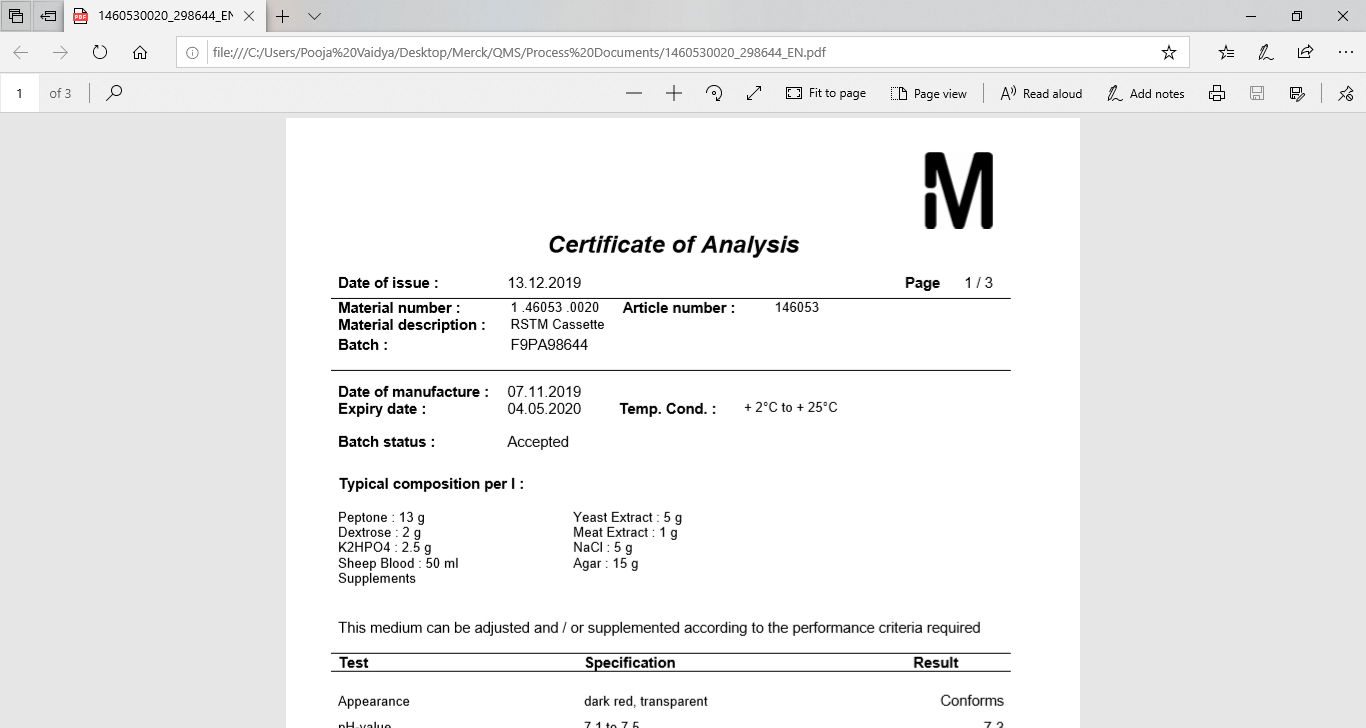 1460530020_298644_EN
file:///C:/Users/Pooja%20Vaidya/Desktop/Merck/QMS/Process%20Documents/1460530020_298644_EN.pdf
1 of 3 Fit to page Page view Read aloud Add notes
M
Certificate of Analysis
Date of issue : 13.12.2019 Page 1 / 3
Material number : 1 .46053 .0020 Article number : 146053
Material description : RSTM Cassette
Batch : F9PA98644
Date of manufacture : 07.11.2019
Expiry date : 04.05.2020 Temp. Cond. : + 2°C to + 25°C
Batch status : Accepted
Typical composition per l :
Peptone : 13 g Yeast Extract : 5 g
Dextrose : 2 g Meat Extract : 1 g
K2HPO4 : 2.5 g NaCl : 5 g
Sheep Blood : 50 ml Agar : 15 g
Supplements
This medium can be adjusted and / or supplemented according to the performance criteria required
Test Specification Result
Appearance dark red, transparent Conforms
pH-value 7.1 to 7.5 7.3